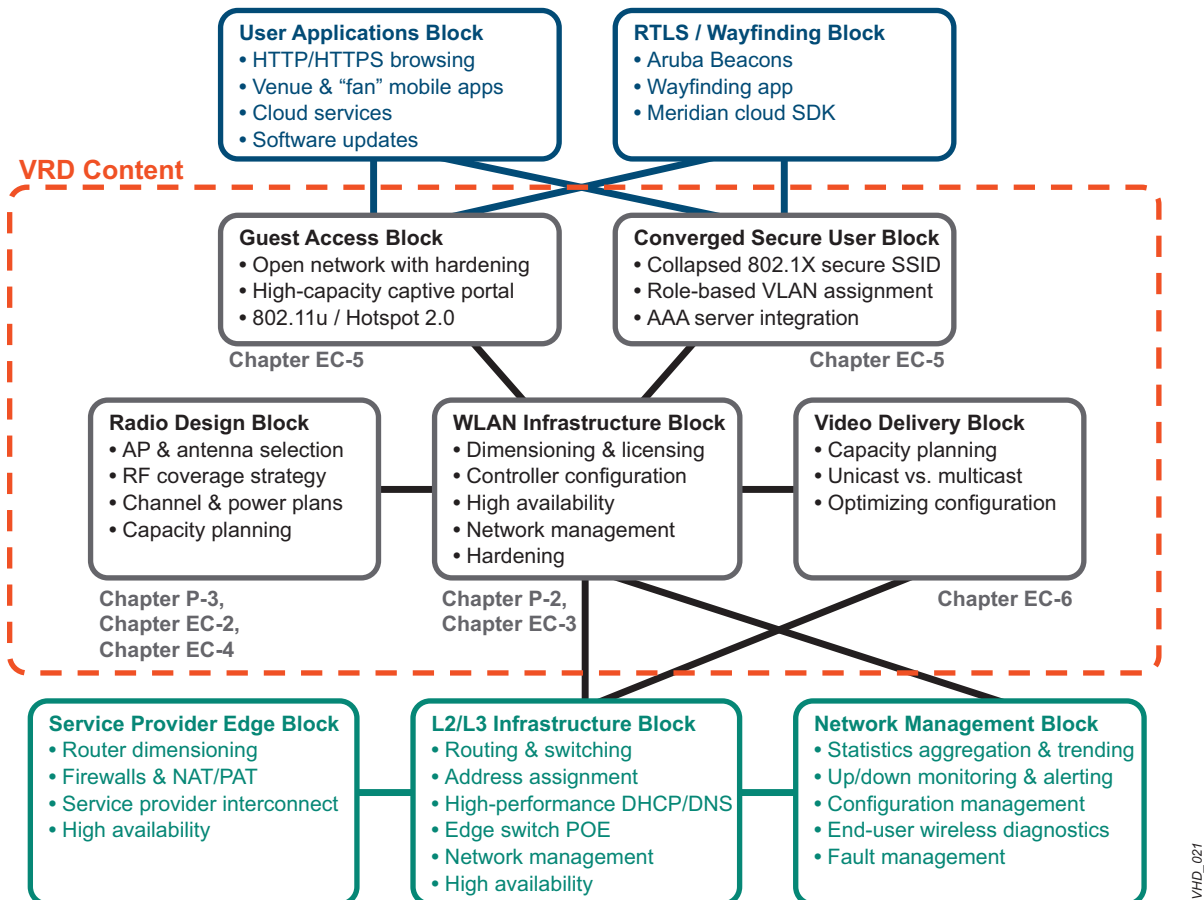 User Applications Block
• HTTP/HTTPS browsing
• Venue & “fan” mobile apps
• Cloud services
• Software updates
RTLS / Wayfinding Block
• Aruba Beacons
• Wayfinding app
• Meridian cloud SDK
VRD Content
Guest Access Block
• Open network with hardening
• High-capacity captive portal
• 802.11u / Hotspot 2.0
Chapter EC-5
Converged Secure User Block
• Collapsed 802.1X secure SSID
• Role-based VLAN assignment
• AAA server integration
Chapter EC-5
Radio Design Block
• AP & antenna selection
• RF coverage strategy
• Channel & power plans
• Capacity planning
Chapter P-3,
Chapter EC-2,
Chapter EC-4
WLAN Infrastructure Block
• Dimensioning & licensing
• Controller configuration
• High availability
• Network management
• Hardening
Chapter P-2,
Chapter EC-3
Video Delivery Block
• Capacity planning
• Unicast vs. multicast
• Optimizing configuration
Chapter EC-6
Service Provider Edge Block
• Router dimensioning
• Firewalls & NAT/PAT
• Service provider interconnect
• High availability
L2/L3 Infrastructure Block
• Routing & switching
• Address assignment
• High-performance DHCP/DNS
• Edge switch POE
• Network management
• High availability
Network Management Block
• Statistics aggregation & trending
• Up/down monitoring & alerting
• Configuration management
• End-user wireless diagnostics
• Fault management
VHD_021